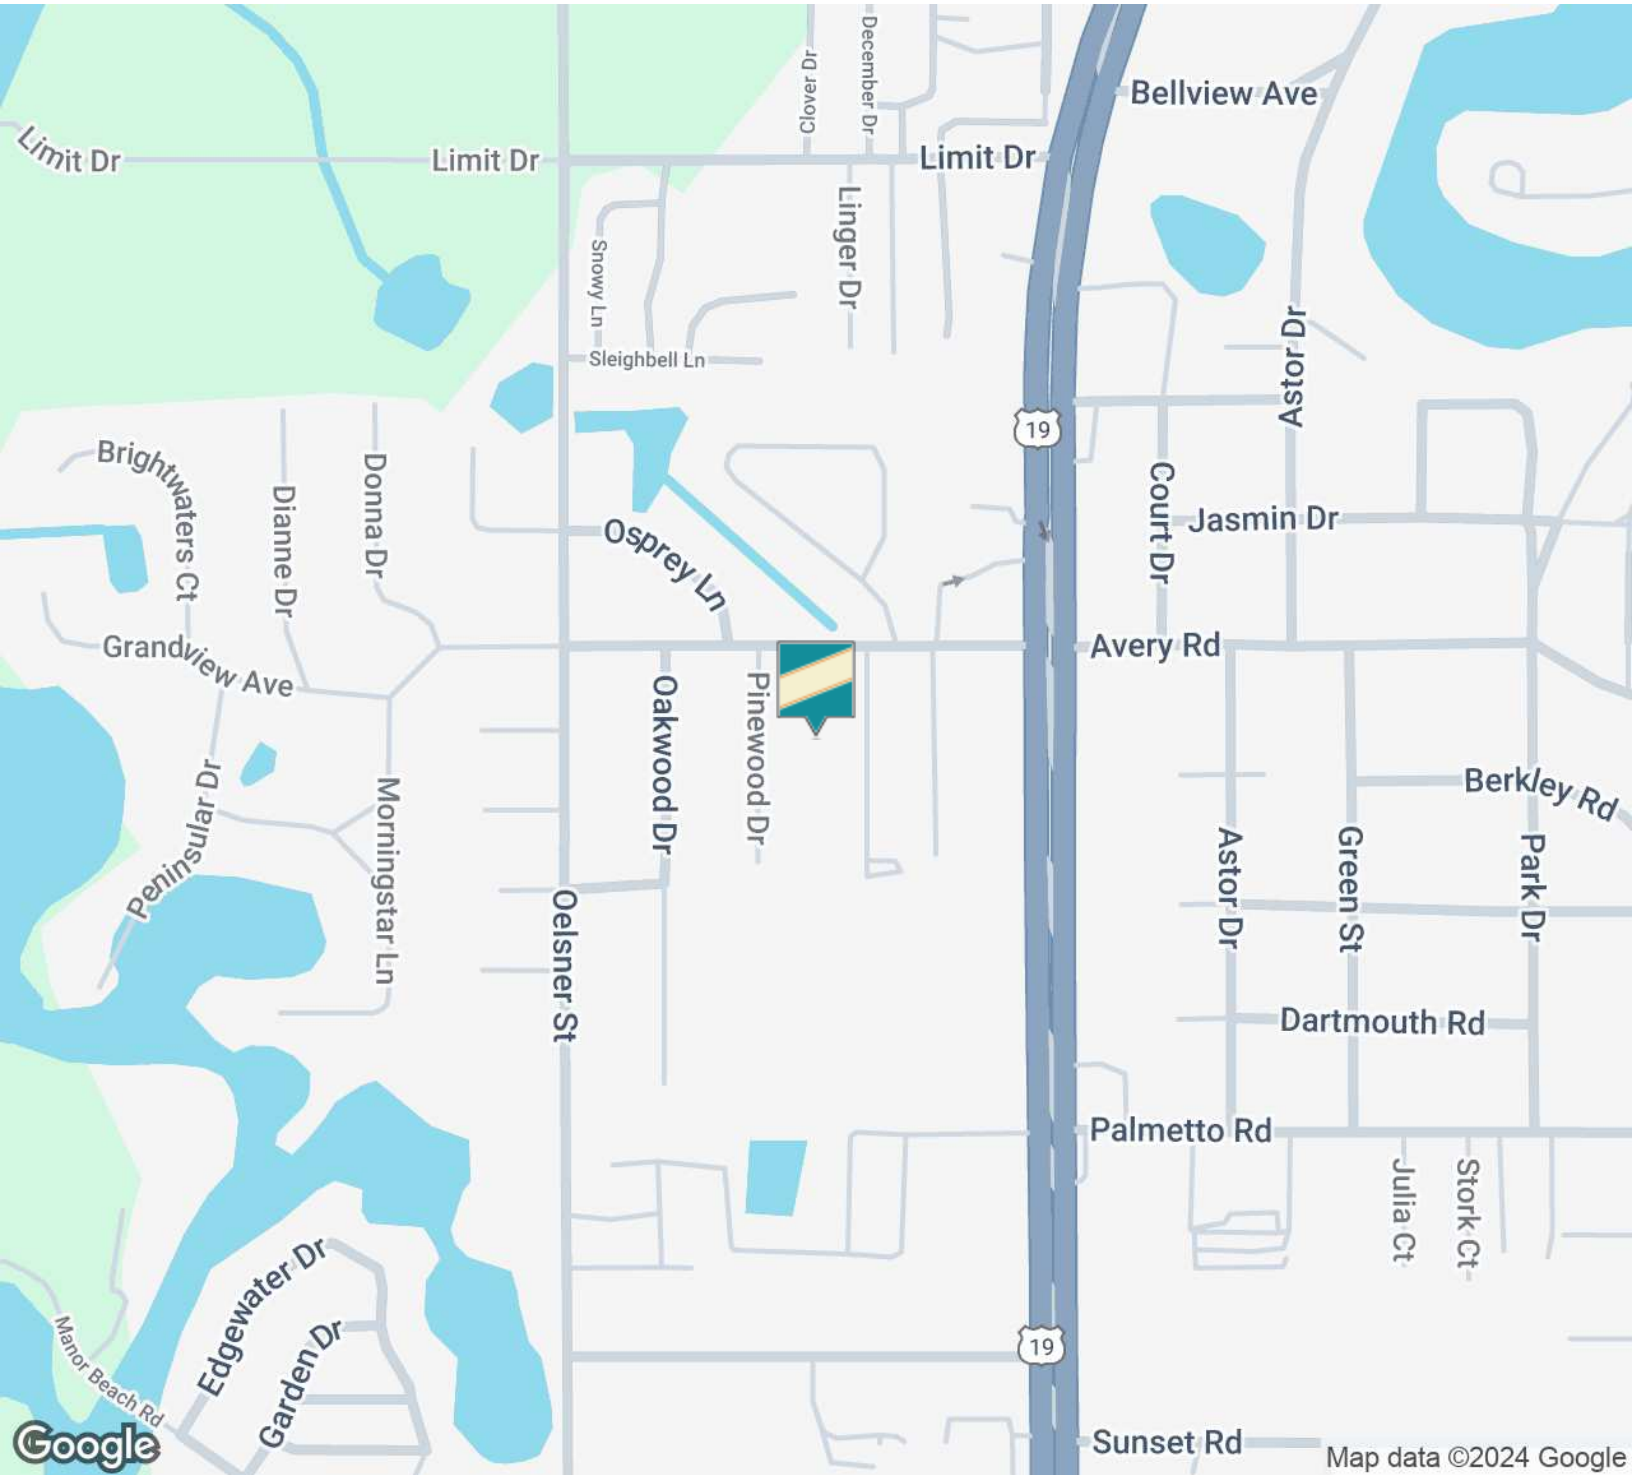 Clover Dr
December Dr
Bellview Ave
Limit Dr
Limit Dr
Limit Dr
Linger Dr
Snowy Ln
Sleighbell Ln
Astor Dr
19
Brightwaters Ct
Dianne Dr
Donna Dr
Osprey Ln
Court Dr
Jasmin Dr
Grandview Ave
Avery Rd
Oakwood Dr
Pinewood Dr
Peninsular Dr
Morningstar Ln
Berkley Rd
Oelsner St
Astor Dr
Green St
Park Dr
Dartmouth Rd
Palmetto Rd
Julia Ct
Stork Ct
Edgewater Dr
Garden Dr
Manor Beach Rd
19
Sunset Rd
Google
Map data ©2024 Google